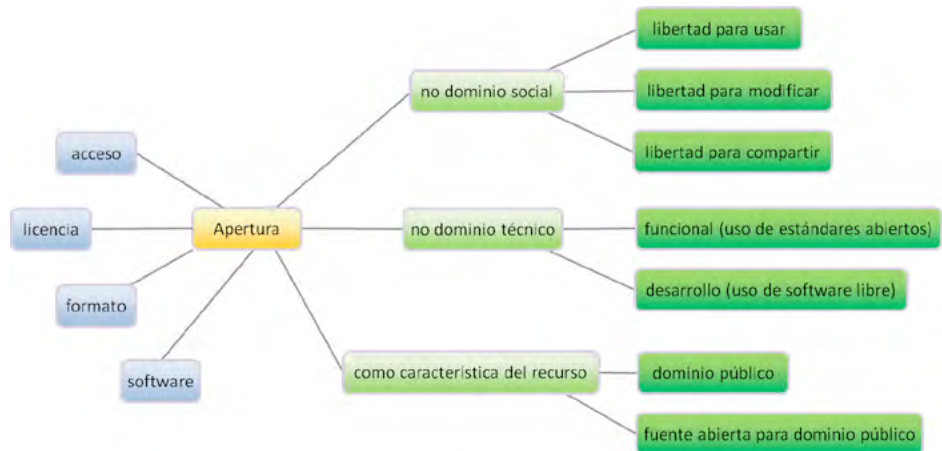 libertad para usar
no dominio social
libertad para modificar
libertad para compartir
acceso
licencia
Apertura
no dominio técnico
funcional (uso de estándares abiertos)
formato
desarrollo (uso de software libre)
software
como característica del recurso
dominio público
fuente abierta para dominio público